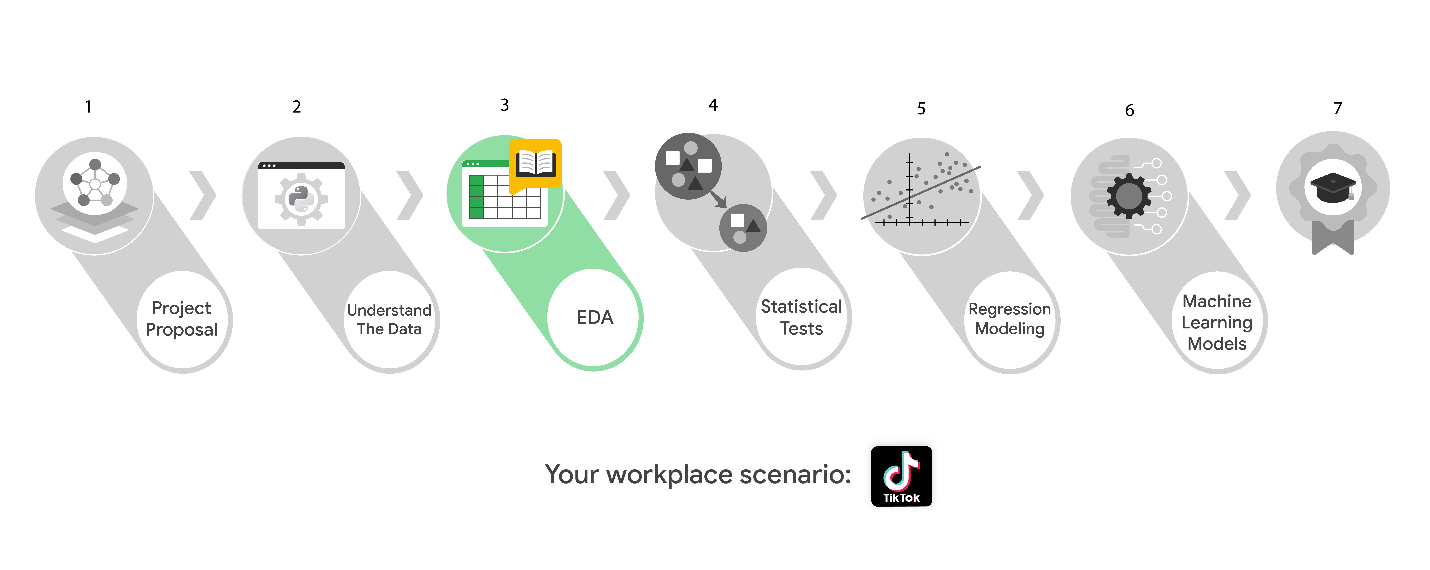 1
2
3
4
5
6
7
Project
Proposal
Understand
The Data
EDA
Statistical
Tests
Regression
Modeling
Machine
Learning
Models
Your workplace scenario:
TikTok